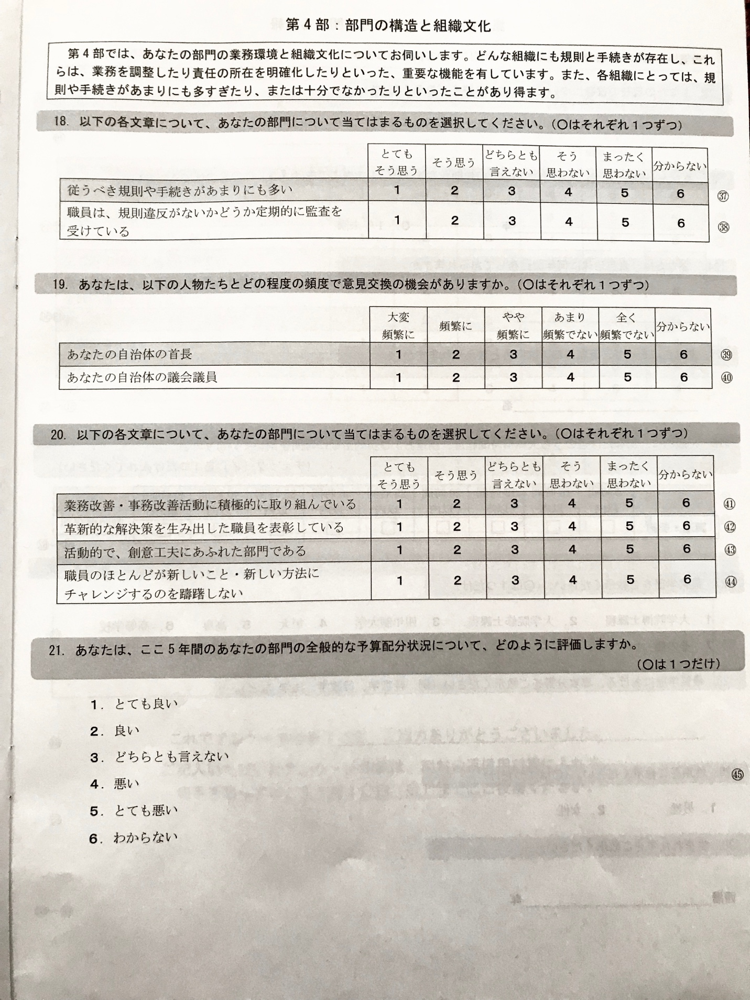 第４部：部門の構造と組織文化
第４部では、あなたの部門の業務環境と組織文化についてお伺いします。どんな組織にも規則と手続きが存在し、これ
らは、業務を調整したり責任の所在を明確化したりといった、重要な機能を有しています。また、各組織にとっては、規
則や手続きがあまりにも多すぎたり、または十分でなかったりといったことがあり得ます。
18. 以下の各文章について、あなたの部門について当てはまるものを選択してください。（〇はそれぞれ１つずつ）
とても そう思う どちらとも そう まったく 分からない
そう思う 言えない 思わない 思わない
従うべき規則や手続きがあまりにも多い 1 2 3 4 5 6 ㊲
職員は、規則違反がないかどうか定期的に監査を
受けている 1 2 3 4 5 6 ㊳
19. あなたは、以下の人物たちとどの程度の頻度で意見交換の機会がありますか。（〇はそれぞれ１つずつ）
大変 頻繁に やや あまり 全く 分からない
頻繁に 頻繁に 頻繁でない 頻繁でない
あなたの自治体の首長 1 2 3 4 5 6 ㊴
あなたの自治体の議会議員 1 2 3 4 5 6 ㊵
20. 以下の各文章について、あなたの部門について当てはまるものを選択してください。（〇はそれぞれ１つずつ）
とても そう思う どちらとも そう まったく 分からない
そう思う 言えない 思わない 思わない
業務改善・事務改善活動に積極的に取り組んでいる 1 2 3 4 5 6 ㊶
革新的な解決策を生み出した職員を表彰している 1 2 3 4 5 6 ㊷
活動的で、創意工夫にあふれた部門である 1 2 3 4 5 6 ㊸
職員のほとんどが新しいこと・新しい方法に
チャレンジするのを躊躇しない 1 2 3 4 5 6 ㊹
21. あなたは、ここ５年間のあなたの部門の全般的な予算配分状況について、どのように評価しますか。
（〇は１つだけ）
1. とても良い
2. 良い
3. どちらとも言えない
4. 悪い
㊺
5. とても悪い
6. わからない